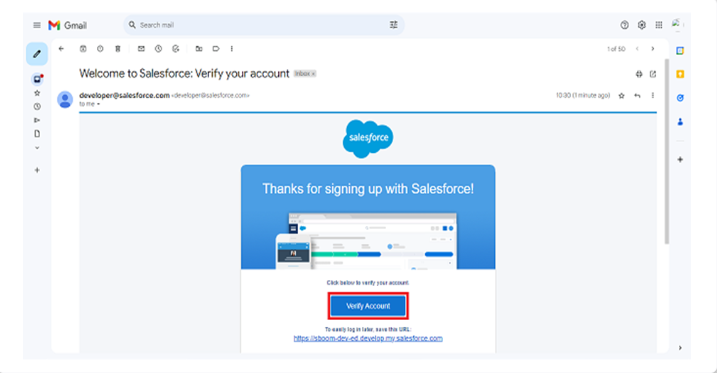 Gmail
Search mail
1 of 50
Welcome to Salesforce: Verify your account Inbox x
developer@salesforce.com <developer@salesforce.com>
10:30 (1 minute ago)
to me
salesforce
Thanks for signing up with Salesforce!
Click below to verify your account.
Verify Account
To easily log in later, save this URL:
https://sboom-dev-ed.develop.my.salesforce.com